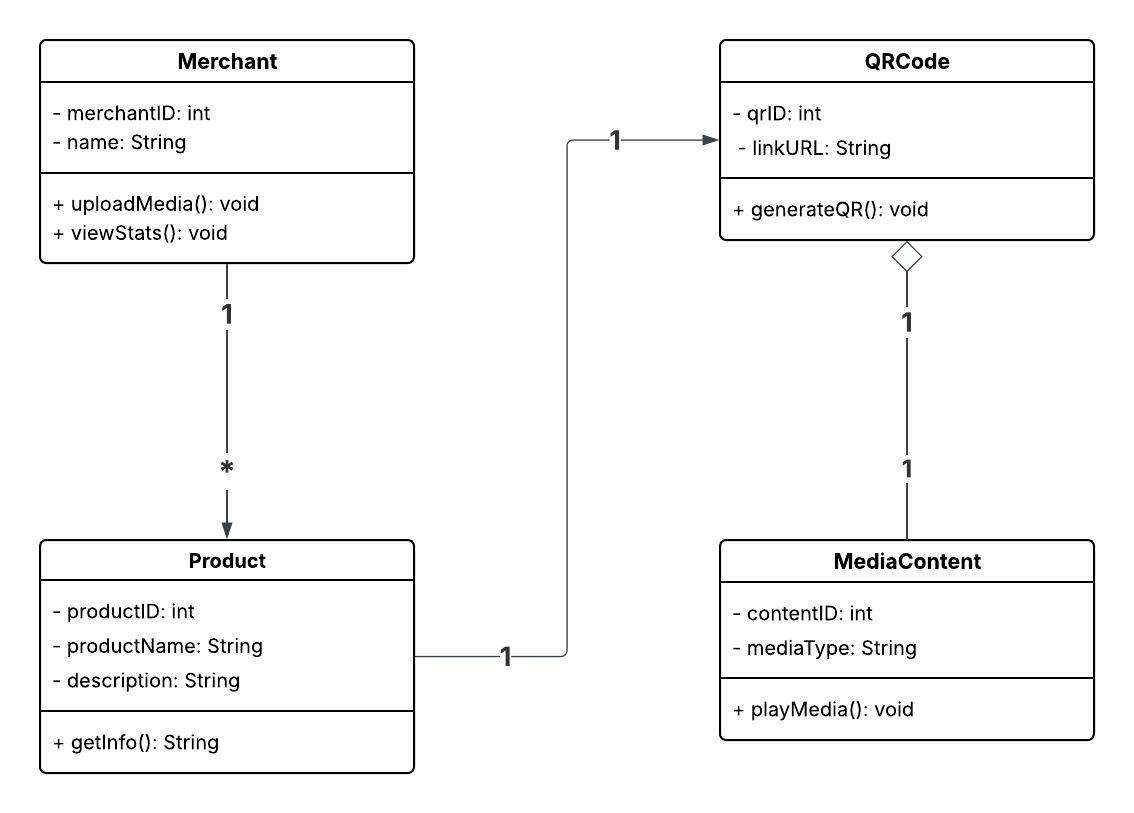 Merchant
- merchantID: int
- name: String
+ uploadMedia(): void
+ viewStats(): void
1
*
Product
- productID: int
- productName: String
- description: String
+ getInfo(): String
1
1
QRCode
- qrID: int
- linkURL: String
+ generateQR(): void
1
1
MediaContent
- contentID: int
- mediaType: String
+ playMedia(): void